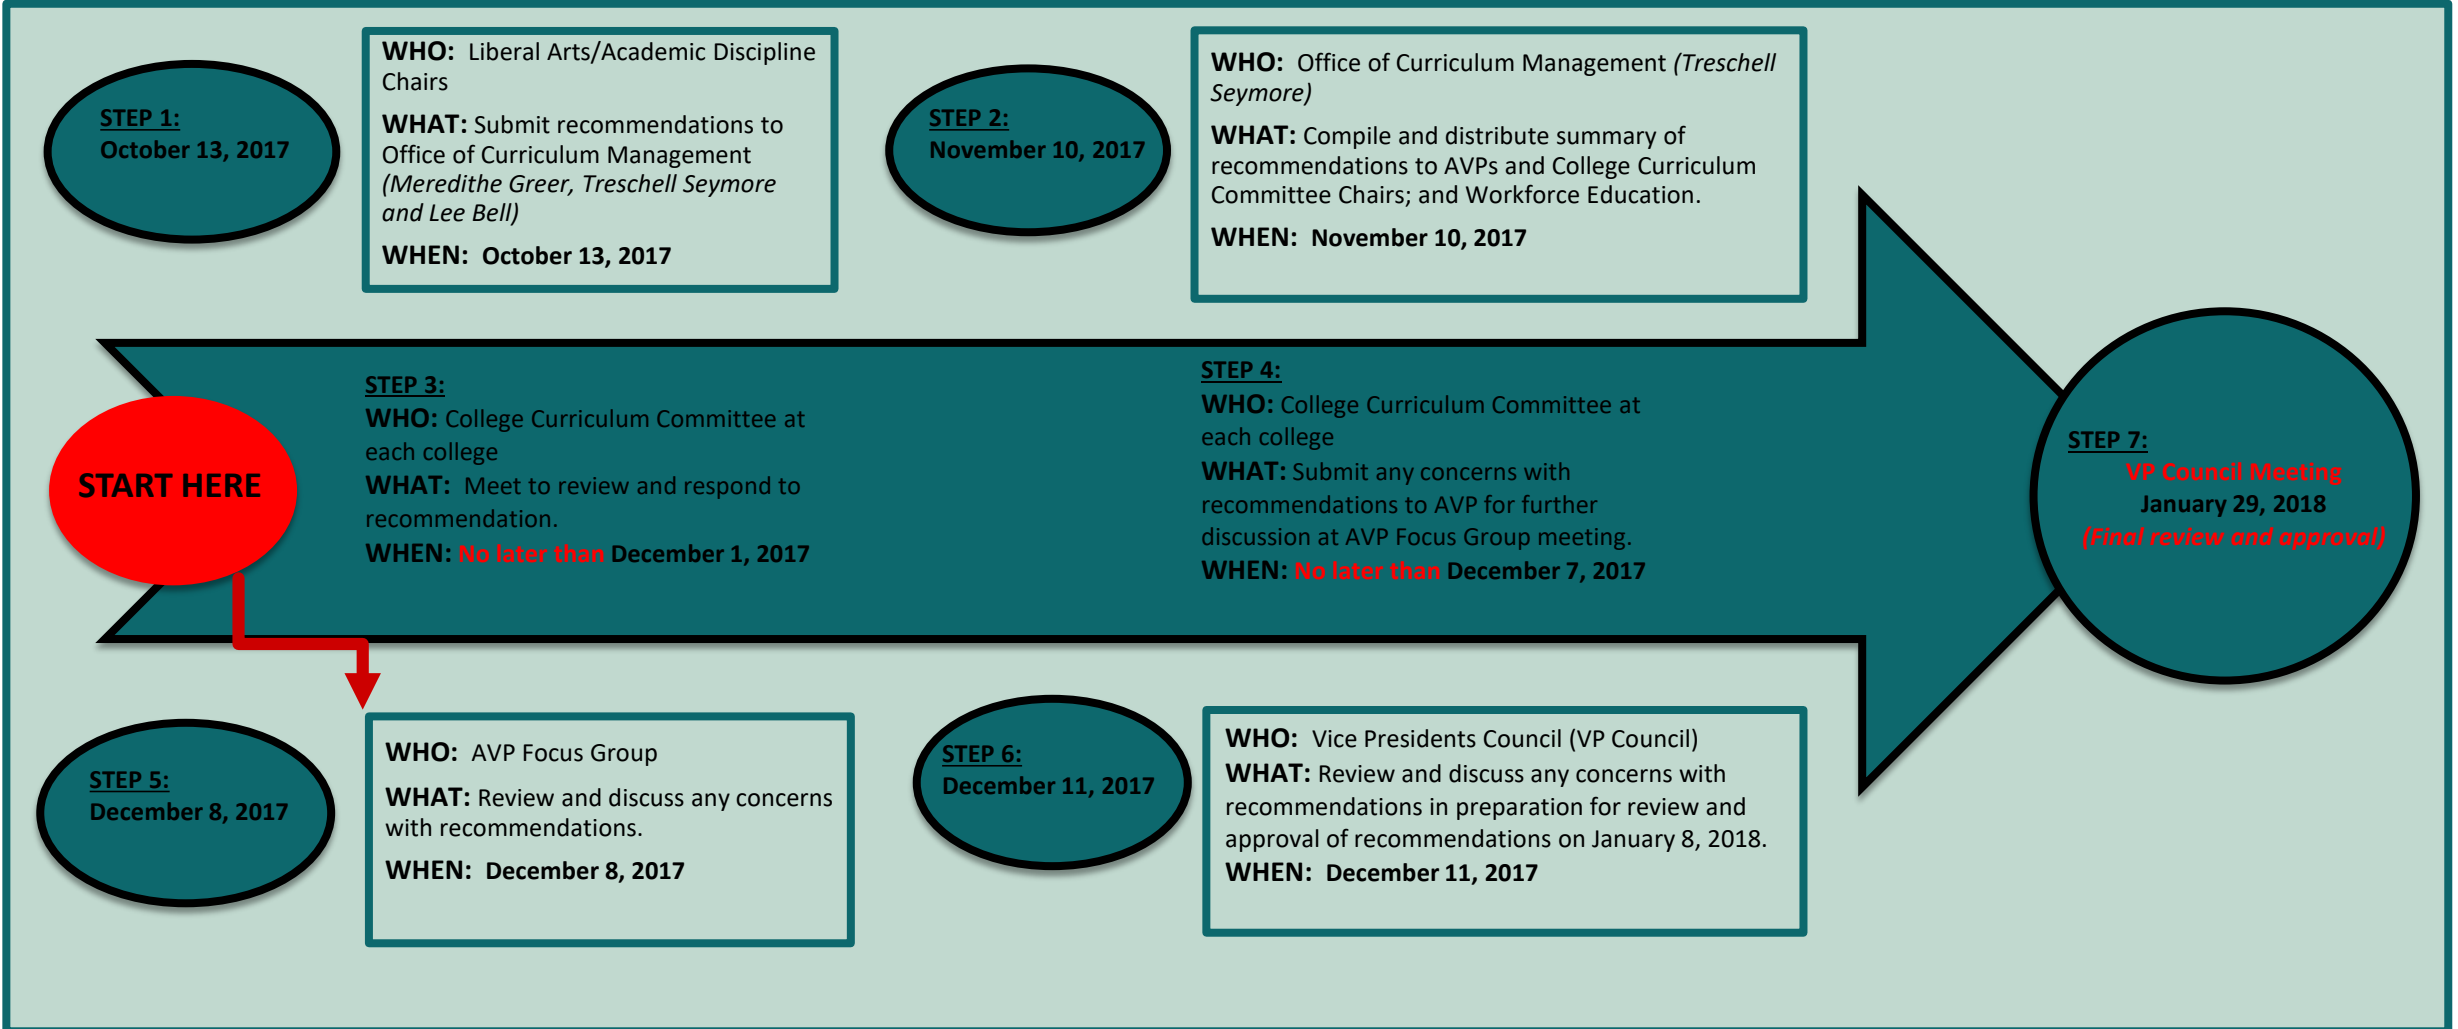 STEP 1:
October 13, 2017
WHO: Liberal Arts/Academic Discipline
Chairs
WHAT: Submit recommendations to
Office of Curriculum Management
(Meredithe Greer, Treschell Seymore
and Lee Bell)
WHEN: October 13, 2017
STEP 2:
November 10, 2017
WHO: Office of Curriculum Management (Treschell
Seymore)
WHAT: Compile and distribute summary of
recommendations to AVPs and College Curriculum
Committee Chairs; and Workforce Education.
WHEN: November 10, 2017
START HERE
STEP 3:
WHO: College Curriculum Committee at
each college
WHAT: Meet to review and respond to
recommendation.
WHEN: No later than December 1, 2017
STEP 4:
WHO: College Curriculum Committee at
each college
WHAT: Submit any concerns with
recommendations to AVP for further
discussion at AVP Focus Group meeting.
WHEN: No later than December 7, 2017
STEP 7:
VP Council Meeting
January 29, 2018
(Final review and approval)
STEP 5:
December 8, 2017
WHO: AVP Focus Group
WHAT: Review and discuss any concerns
with recommendations.
WHEN: December 8, 2017
STEP 6:
December 11, 2017
WHO: Vice Presidents Council (VP Council)
WHAT: Review and discuss any concerns with
recommendations in preparation for review and
approval of recommendations on January 8, 2018.
WHEN: December 11, 2017